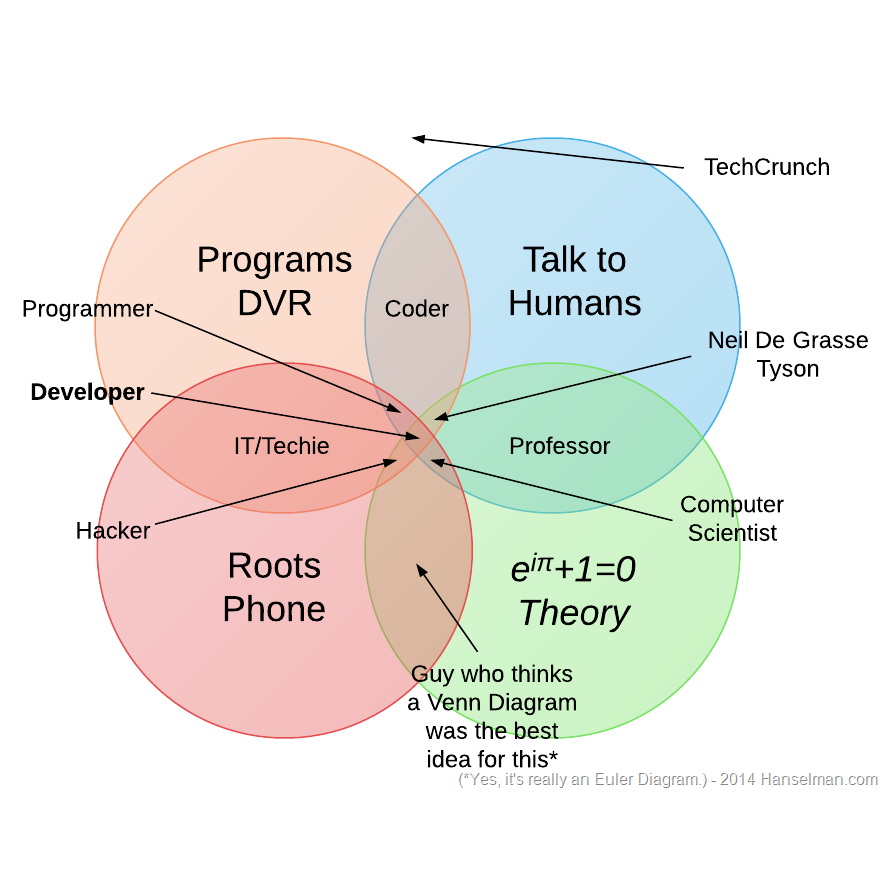 TechCrunch
Programs
DVR
Talk to
Humans
Programmer
Coder
Neil De Grasse
Tyson
Developer
IT/Techie
Professor
Hacker
Computer
Scientist
Roots
Phone
e^iπ+1=0
Theory
Guy who thinks
a Venn Diagram
was the best
idea for this*
(*Yes, it's really an Euler Diagram.) - 2014 Hanselman.com